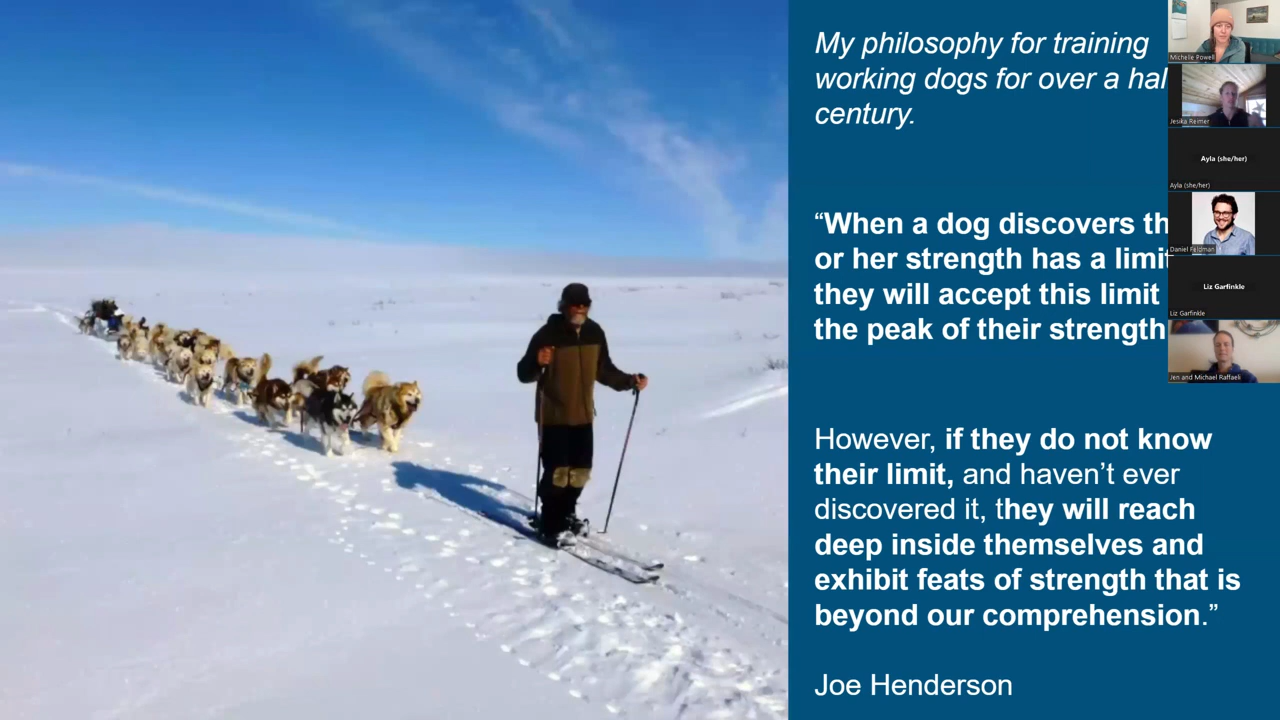 My philosophy for training
working dogs for over a hal
century.
“When a dog discovers th
or her strength has a limit
they will accept this limit
the peak of their strength
However, if they do not know
their limit, and haven’t ever
discovered it, they will reach
deep inside themselves and
exhibit feats of strength that is
beyond our comprehension.”
Joe Henderson
Michelle Powell
Jesika Reimer
Ayla (she/her)
Ayla (she/her)
Daniel Feldman
Liz Garfinkle
Liz Garfinkle
Jen and Michael Raffaeli